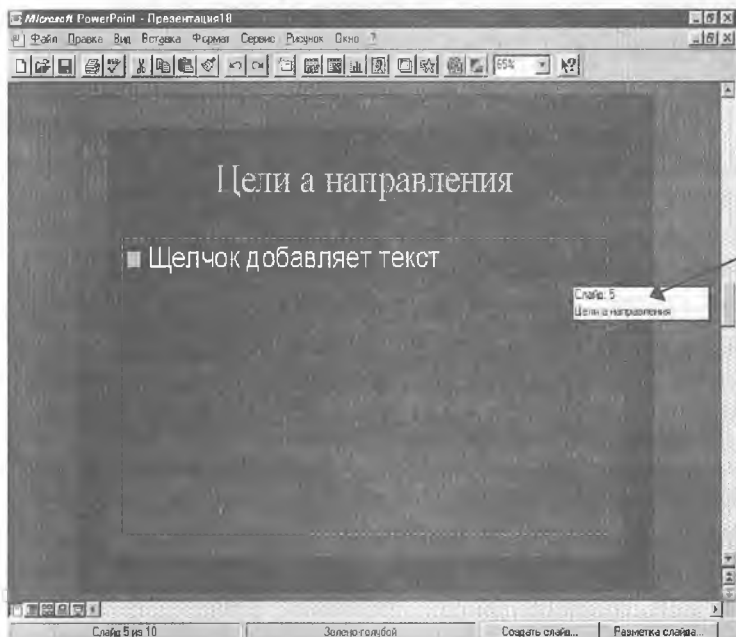 Microsoft PowerPoint - Презентация18
Файл Правка Вид Вставка Формат Сервис Рисунок Окно ?
65%
Цели а направления
Щелчок добавляет текст
Слайд: 5
Цели а направления
Слайд 5 из 10 Зелено-голубой Создать слайд... Разметка слайда...